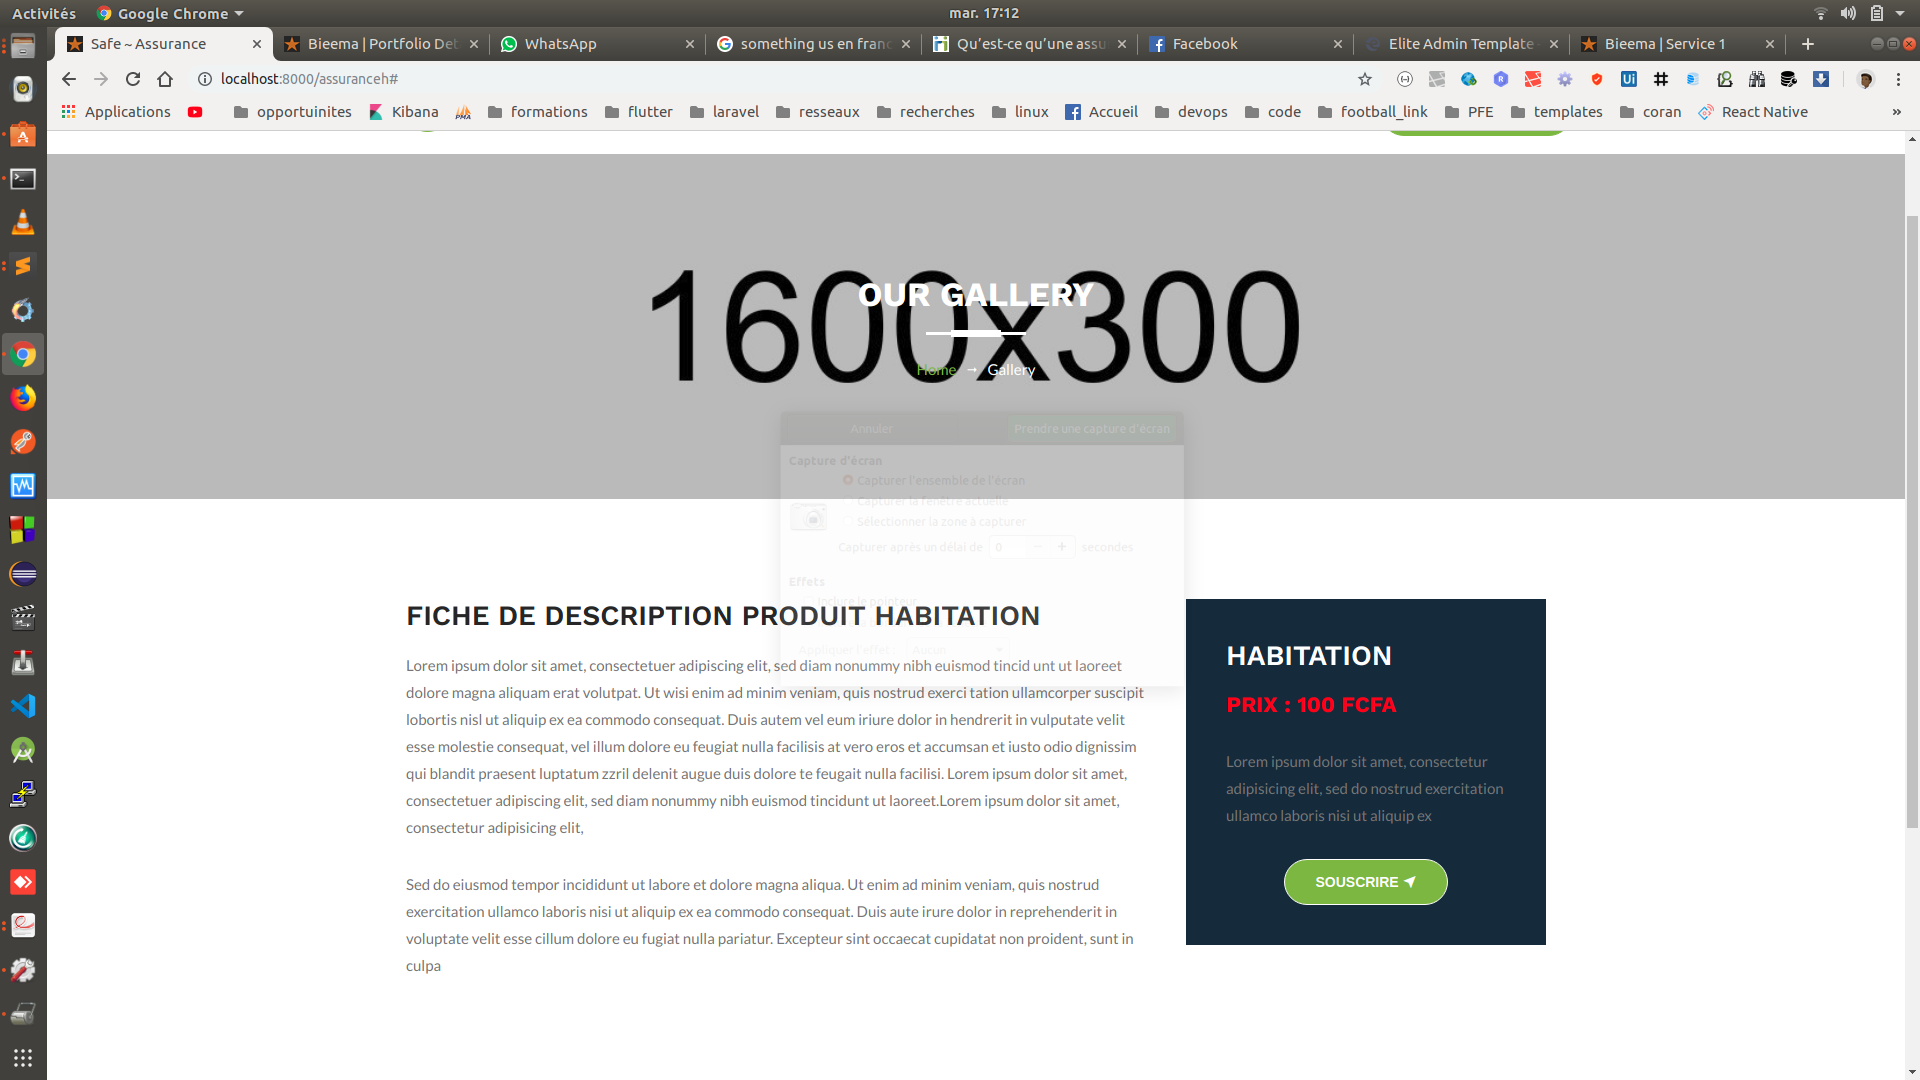 Activités
Google Chrome
mar. 17:12
Safe ~ Assurance
Bieema | Portfolio Det
WhatsApp
something us en fran
Qu'est-ce qu'une assu
Facebook
Elite Admin Template
Bieema | Service 1
localhost:8000/assuranceh#
Applications
opportuinites
Kibana
formations
flutter
laravel
resseaux
recherches
linux
Accueil
devops
code
football_link
PFE
templates
coran
React Native
»
1600x300
OUR GALLERY
Home → Gallery
Annuler
Prendre une capture d'écran
Capture d'écran
Capturer l'ensemble de l'écran
Capturer la fenêtre actuelle
Sélectionner la zone à capturer
Capturer après un délai de 0 − + secondes
Effets
Inclure le pointeur
Appliquer l'effet : Aucun
FICHE DE DESCRIPTION PRODUIT HABITATION
Lorem ipsum dolor sit amet, consectetuer adipiscing elit, sed diam nonummy nibh euismod tincid unt ut laoreet
dolore magna aliquam erat volutpat. Ut wisi enim ad minim veniam, quis nostrud exerci tation ullamcorper suscipit
lobortis nisl ut aliquip ex ea commodo consequat. Duis autem vel eum iriure dolor in hendrerit in vulputate velit
esse molestie consequat, vel illum dolore eu feugiat nulla facilisis at vero eros et accumsan et iusto odio dignissim
qui blandit praesent luptatum zzril delenit augue duis dolore te feugait nulla facilisi. Lorem ipsum dolor sit amet,
consectetuer adipiscing elit, sed diam nonummy nibh euismod tincidunt ut laoreet.Lorem ipsum dolor sit amet,
consectetur adipisicing elit,
Sed do eiusmod tempor incididunt ut labore et dolore magna aliqua. Ut enim ad minim veniam, quis nostrud
exercitation ullamco laboris nisi ut aliquip ex ea commodo consequat. Duis aute irure dolor in reprehenderit in
voluptate velit esse cillum dolore eu fugiat nulla pariatur. Excepteur sint occaecat cupidatat non proident, sunt in
culpa
HABITATION
PRIX : 100 FCFA
Lorem ipsum dolor sit amet, consectetur
adipisicing elit, sed do nostrud exercitation
ullamco laboris nisi ut aliquip ex
SOUSCRIRE